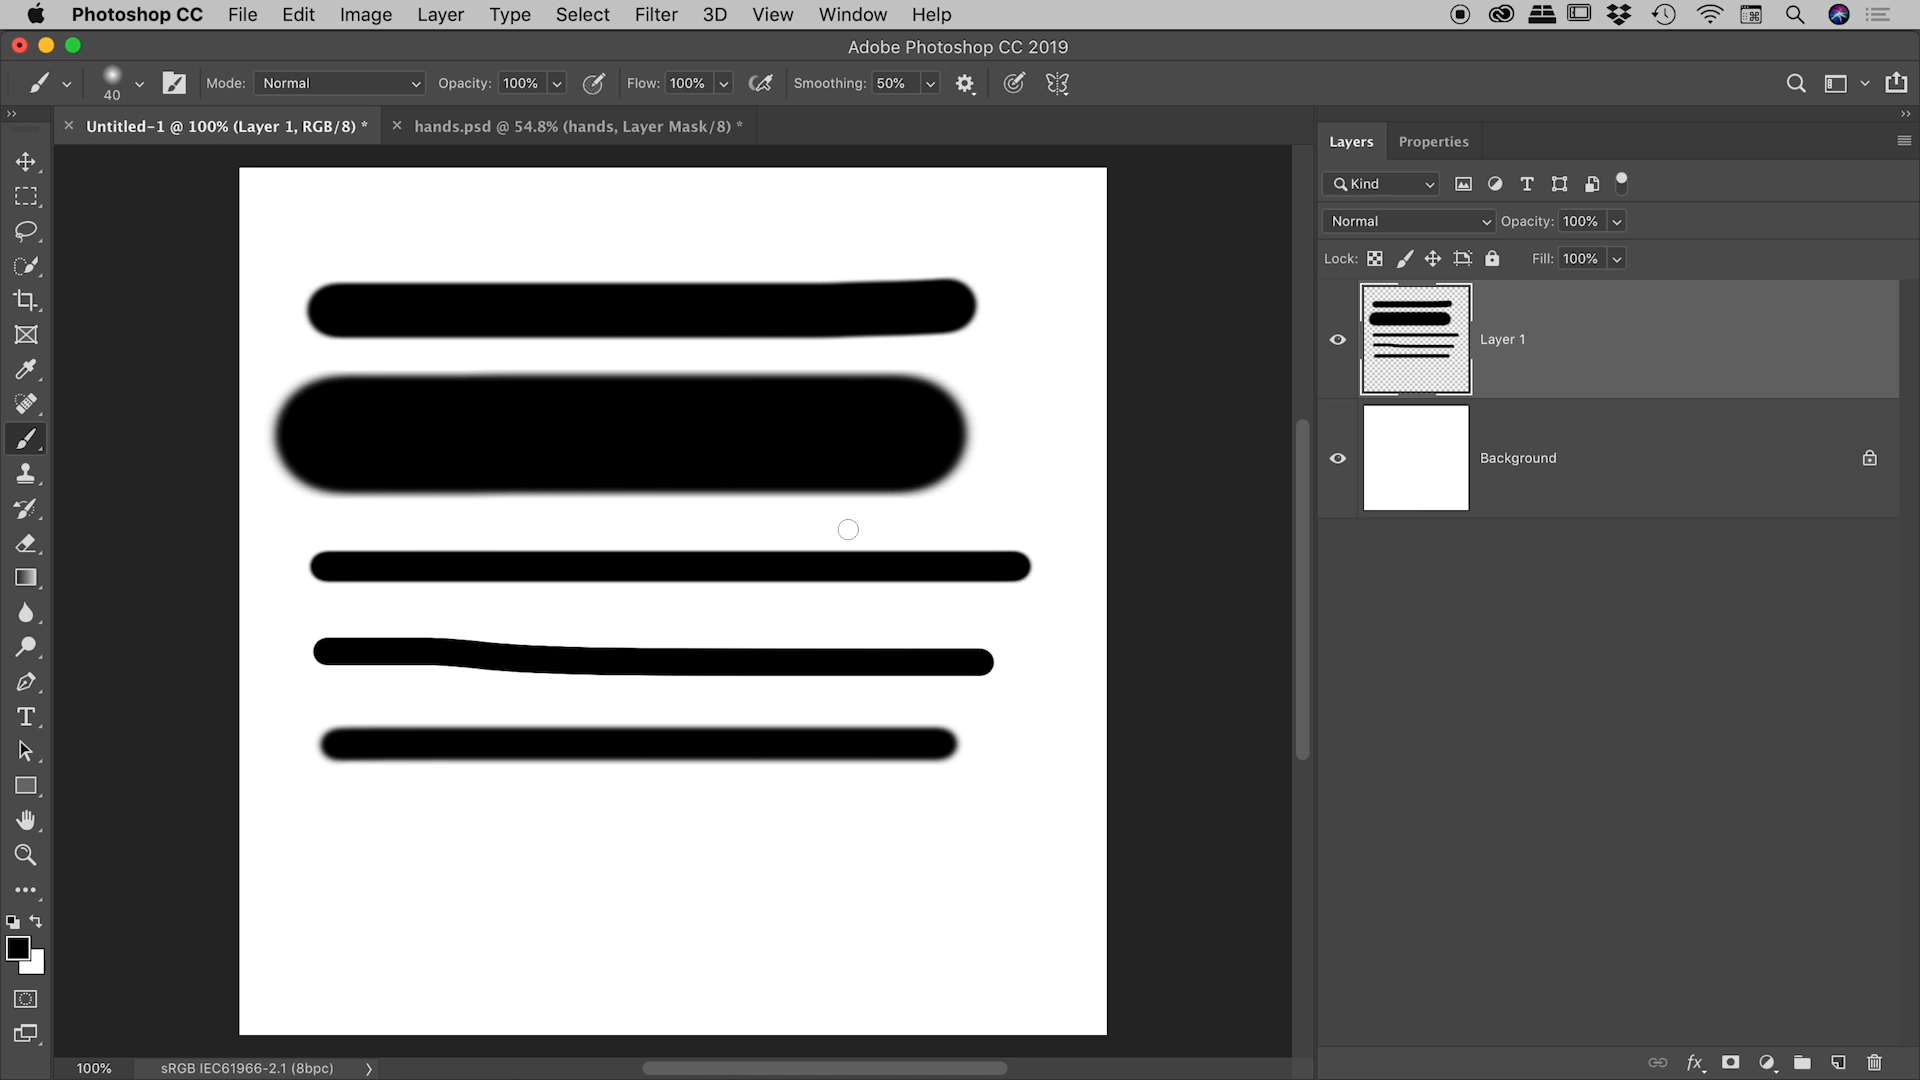 Photoshop CC File Edit Image Layer Type Select Filter 3D View Window Help
Adobe Photoshop CC 2019
40 Mode: Normal Opacity: 100% Flow: 100% Smoothing: 50%
Untitled-1 @ 100% (Layer 1, RGB/8) * hands.psd @ 54.8% (hands, Layer Mask/8) *
Layers Properties
Kind
Normal Opacity: 100%
Lock: Fill: 100%
Layer 1
Background
100% sRGB IEC61966-2.1 (8bpc)
fx